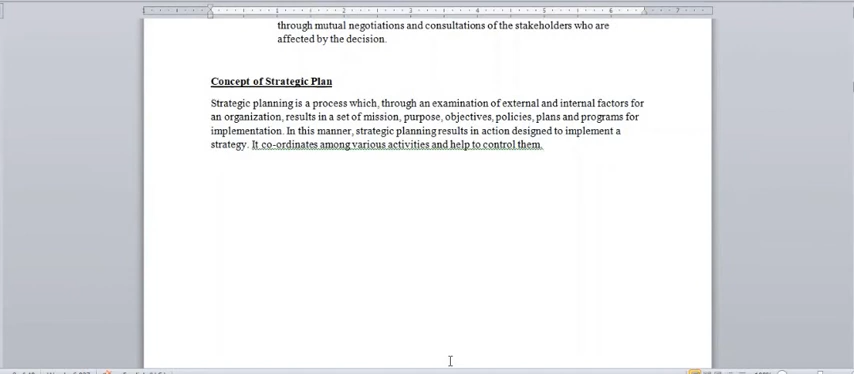 through mutual negotiations and consultations of the stakeholders who are
affected by the decision.
Concept of Strategic Plan
Strategic planning is a process which, through an examination of external and internal factors for
an organization, results in a set of mission, purpose, objectives, policies, plans and programs for
implementation. In this manner, strategic planning results in action designed to implement a
strategy. It co-ordinates among various activities and help to control them.